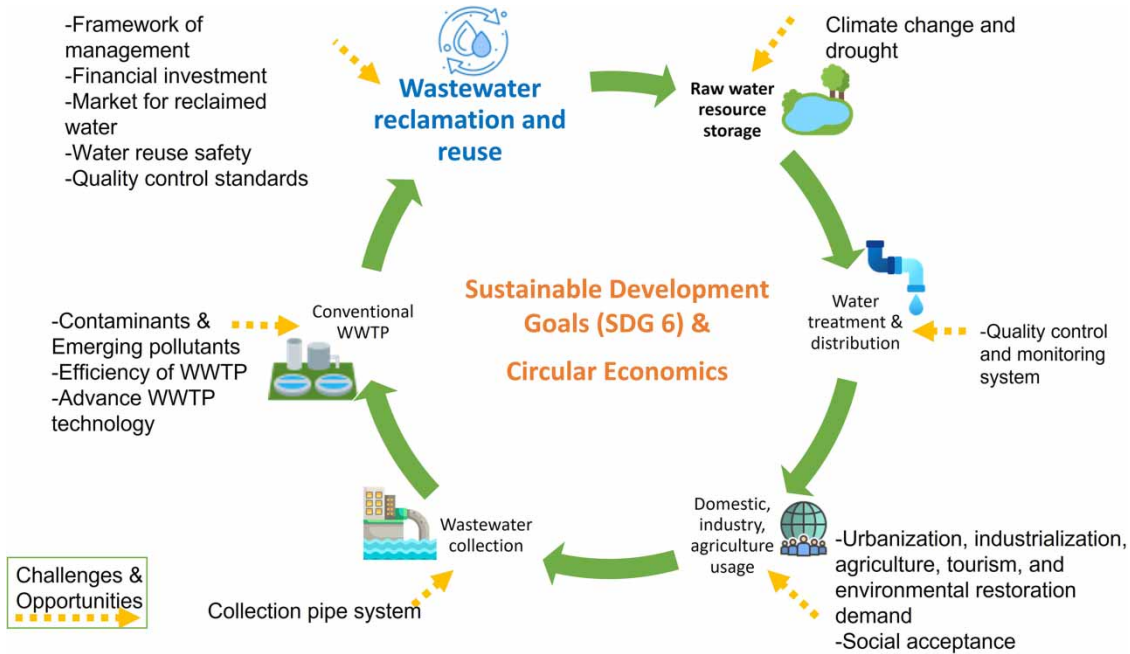 -Framework of
management
-Financial investment
-Market for reclaimed
water
-Water reuse safety
-Quality control standards
Wastewater
reclamation and
reuse
Raw water
resource
storage
Climate change and
drought
Sustainable Development
Goals (SDG 6) &
Circular Economics
Water
treatment &
distribution
-Quality control
and monitoring
system
Domestic,
industry,
agriculture
usage
-Urbanization, industrialization,
agriculture, tourism, and
environmental restoration
demand
-Social acceptance
Wastewater
collection
Collection pipe system
Conventional
WWTP
-Contaminants &
Emerging pollutants
-Efficiency of WWTP
-Advance WWTP
technology
Challenges &
Opportunities